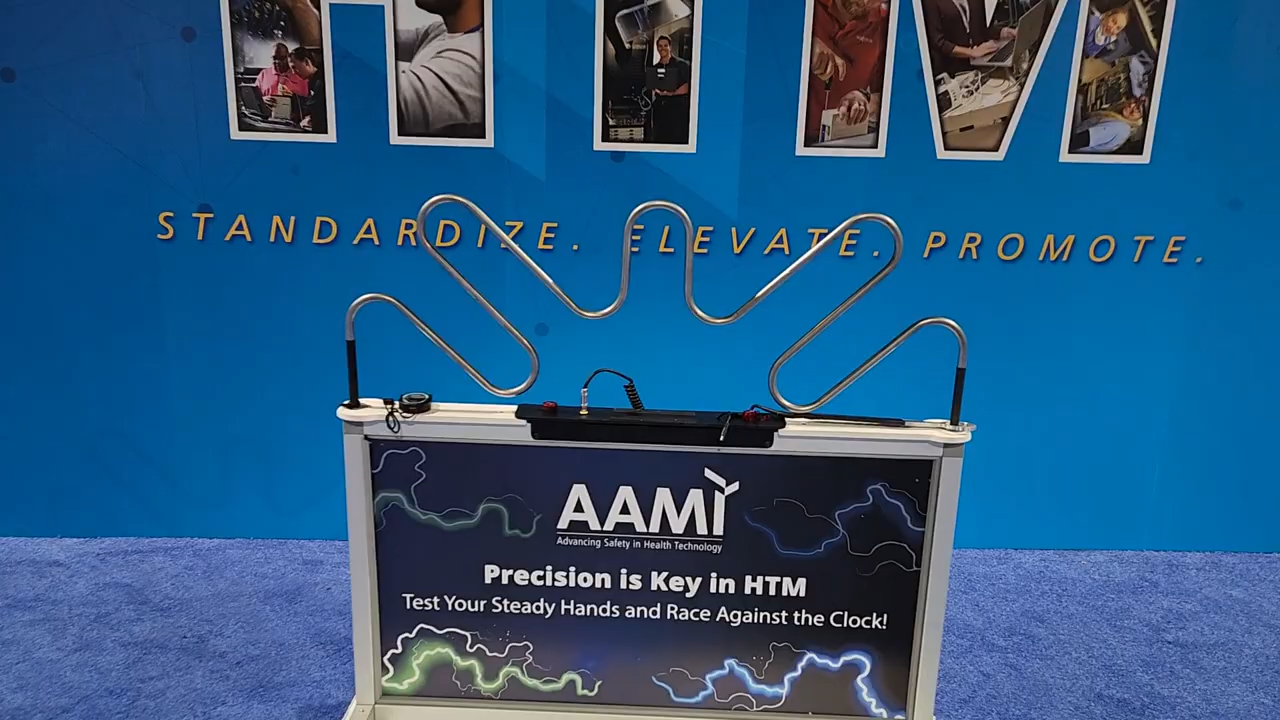 HTM
STANDARDIZE. ELEVATE. PROMOTE.
AAMI
Advancing Safety in Health Technology
Precision is Key in HTM
Test Your Steady Hands and Race Against the Clock!